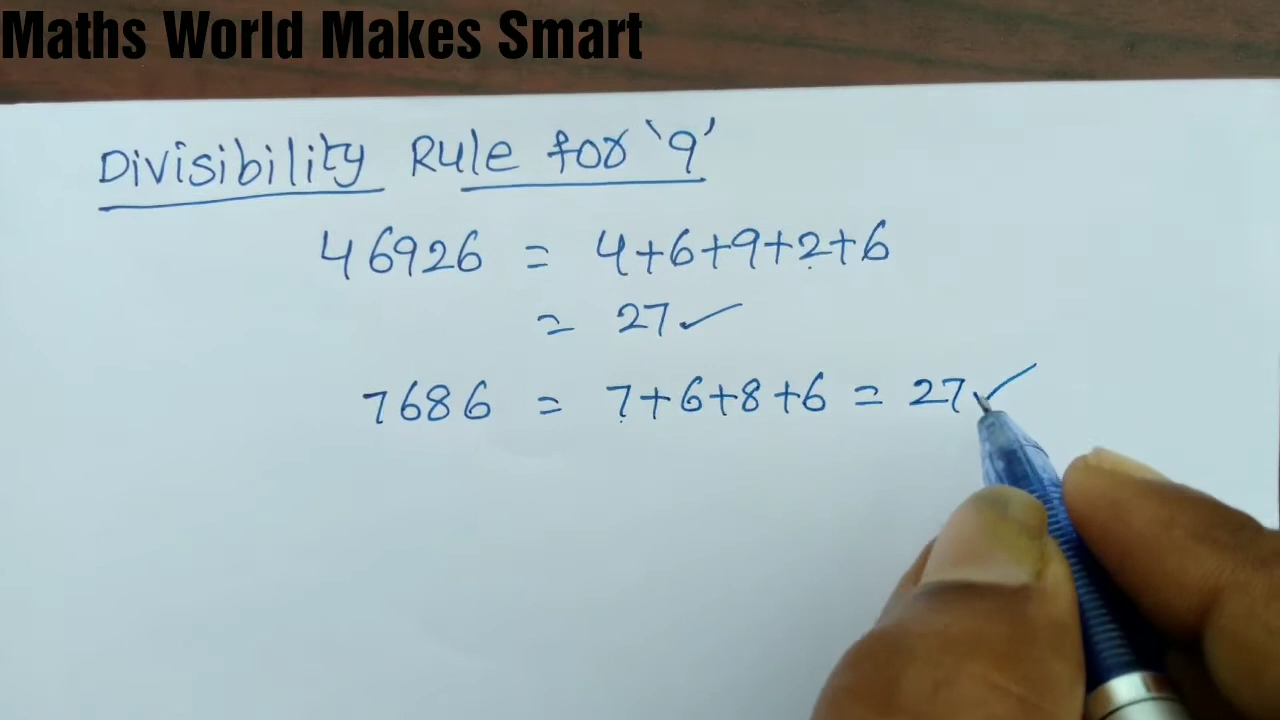 Maths World Makes Smart
Divisibility Rule for '9'
46926 = 4+6+9+2+6
= 27 ✓
7686 = 7+6+8+6 = 27 ✓